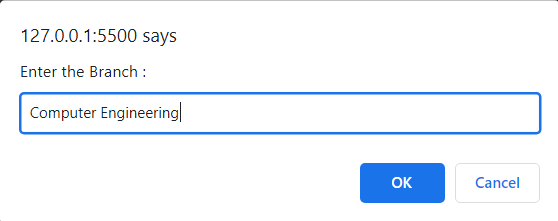 127.0.0.1:5500 says
Enter the Branch :
Computer Engineering
OK Cancel